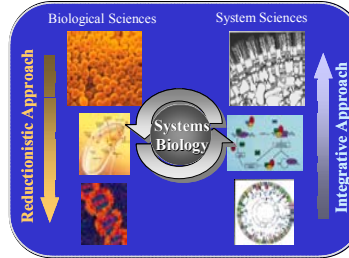 Biological Sciences
System Sciences
Reductionistic Approach
Systems
Biology
Integrative Approach